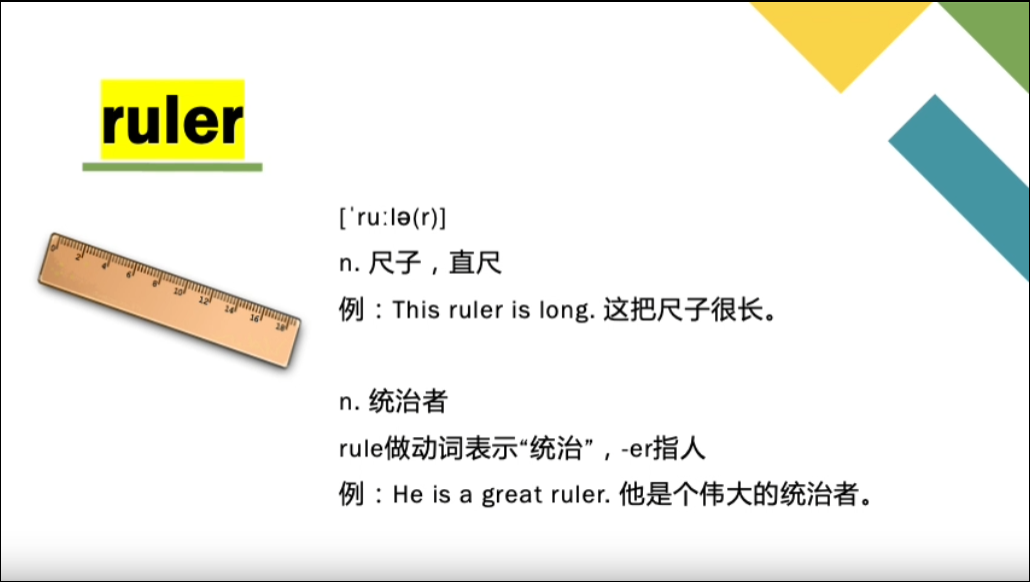 ruler
[ˈruːlə(r)]
n. 尺子，直尺
例：This ruler is long. 这把尺子很长。
0 2 4 6 8 10 12 14 16 18
n. 统治者
rule做动词表示“统治”，-er指人
例：He is a great ruler. 他是个伟大的统治者。